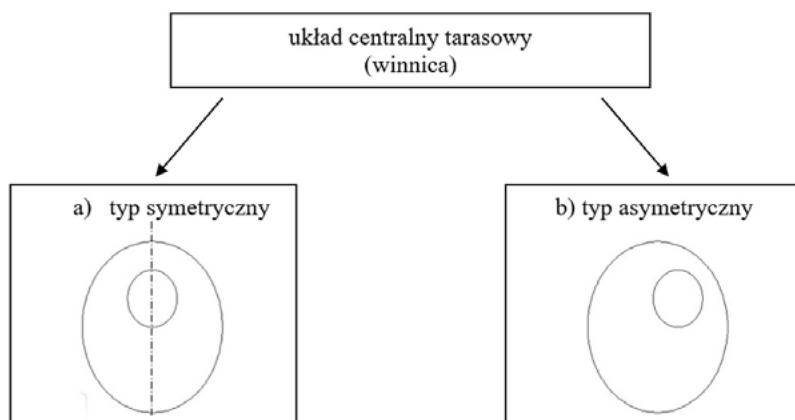 układ centralny tarasowy
(winnica)
a) typ symetryczny
b) typ asymetryczny